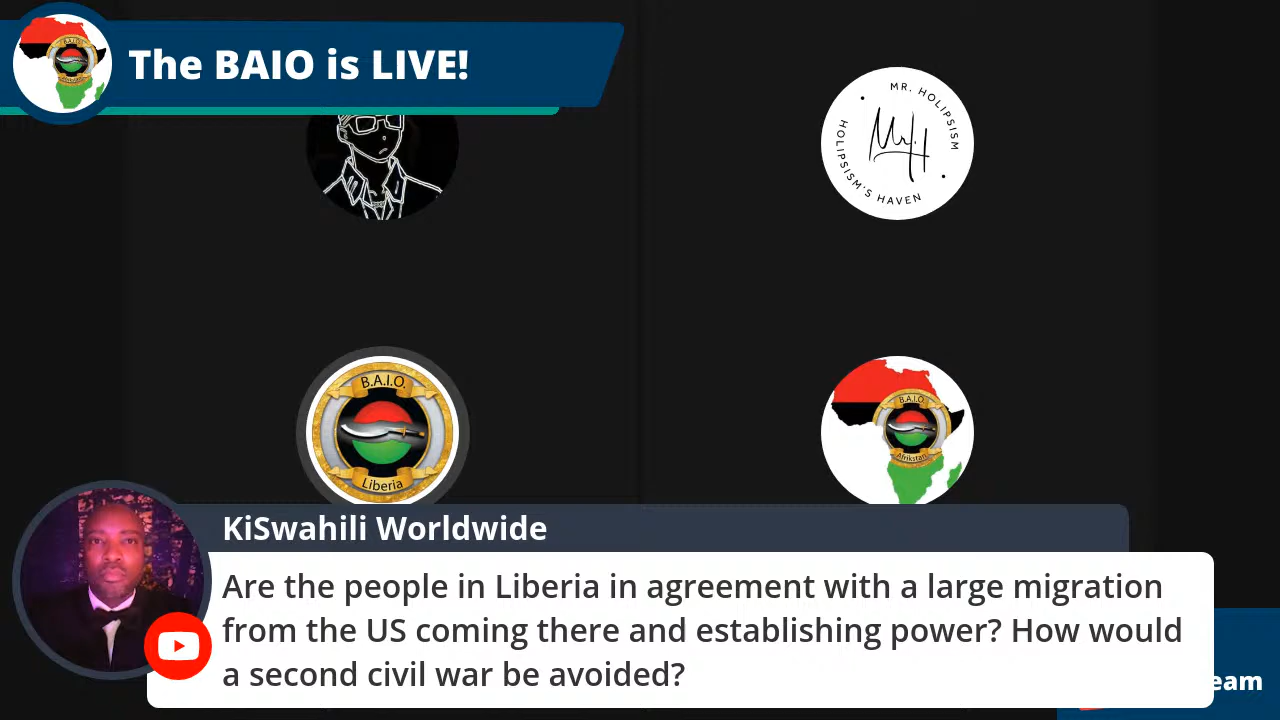 The BAIO is LIVE!
MR. HOLIPSISM
Mr.H
HOLIPSISM'S HAVEN
B.A.I.O.
Liberia
B.A.I.O.
Afrikstan
KiSwahili Worldwide
Are the people in Liberia in agreement with a large migration
from the US coming there and establishing power? How would
a second civil war be avoided?
eam